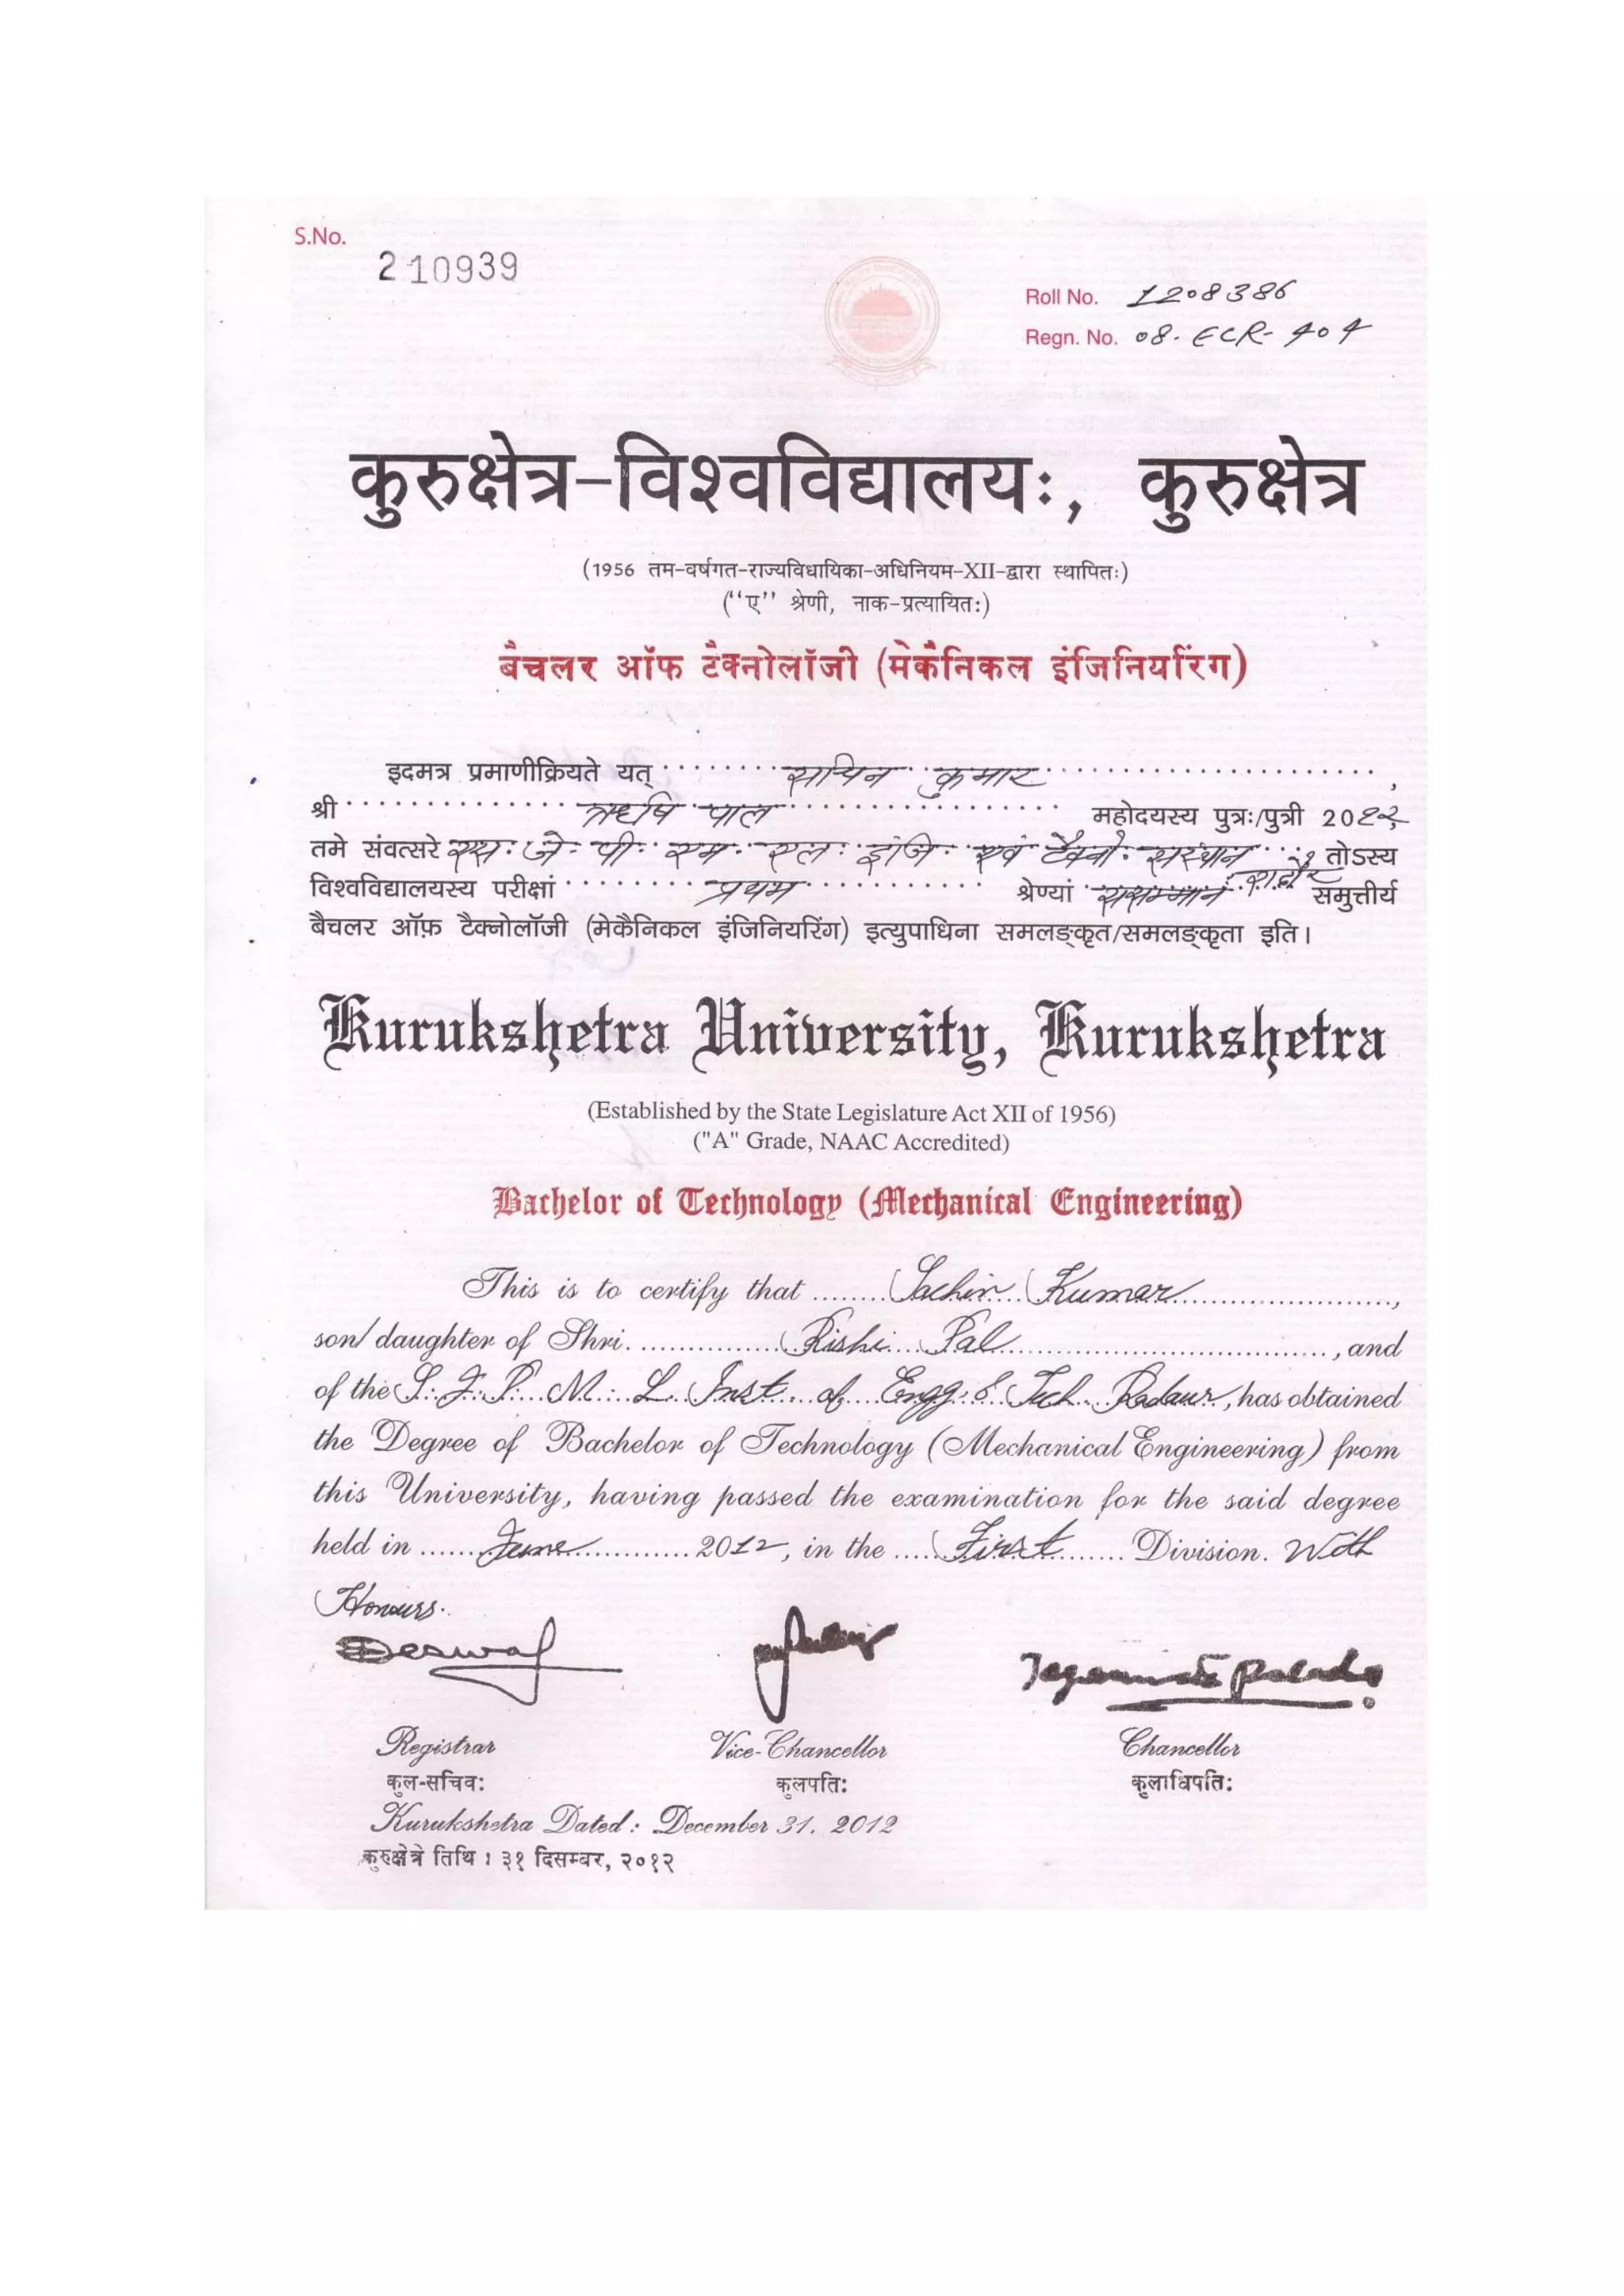 S.No.
210939
Roll No. 1208386
Regn. No. 08-ECR-404
कुरुक्षेत्र-विश्वविद्यालयः, कुरुक्षेत्र
(1956 तम-वर्षगत-राज्यविधायिका-अधिनियम-XII-द्वारा स्थापितः)
(‘‘ए’’ श्रेणी, नाक-प्रत्यायितः)
बैचलर ऑफ टैक्नोलॉजी (मेकैनिकल इंजिनियरिंग)
इदमत्र प्रमाणीक्रियते यत् सचिन कुमार,
श्री ऋषि पाल महोदयस्य पुत्रः/पुत्री 2012
तमे संवत्सरे एस. जे. पी. एम. एल. इंजि. एवं टैक्नो. संस्थान तोऽस्य
विश्वविद्यालयस्य परीक्षां प्रथम श्रेण्यां ससम्मान समुत्तीर्य
बैचलर ऑफ़ टैक्नोलॉजी (मेकैनिकल इंजिनियरिंग) इत्युपाधिना समलङ्कृत/समलङ्कृता इति।
Kurukshetra University, Kurukshetra
(Established by the State Legislature Act XII of 1956)
("A" Grade, NAAC Accredited)
Bachelor of Technology (Mechanical Engineering)
This is to certify that Sachin Kumar,
son/daughter of Shri. Rishi Pal, and
of the S. J. P. M. L. Inst. of Engg. & Tech. Radaur, has obtained
the Degree of Bachelor of Technology (Mechanical Engineering) from
this University, having passed the examination for the said degree
held in June 2012, in the First Division. With
Honours.
Registrar Vice-Chancellor Chancellor
कुल-सचिवः कुलपतिः कुलाधिपतिः
Kurukshetra Dated: December 31, 2012
कुरुक्षेत्रे तिथि : ३१ दिसम्बर, २०१२